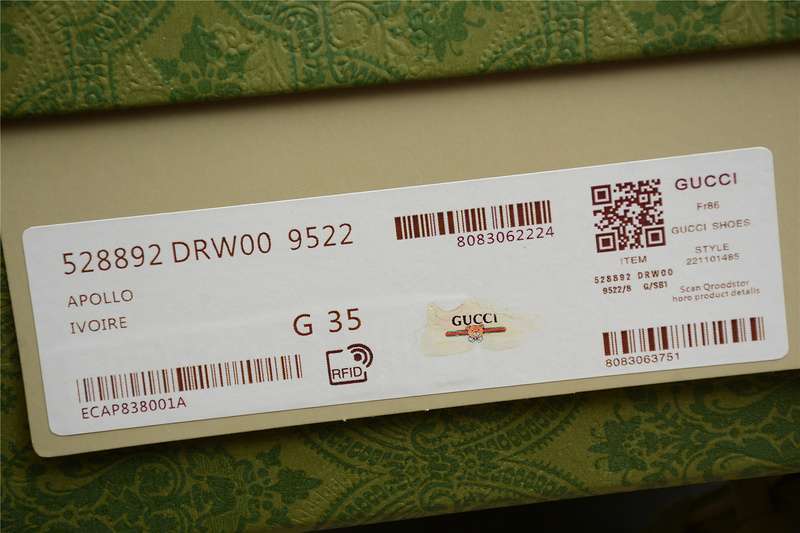 528892 DRW00 9522
APOLLO
IVOIRE
G 35
RFID
ECAP838001A
8083062224
GUCCI
GUCCI
Fr86
GUCCI SHOES
STYLE
221101485
ITEM
528892 DRW00
9522/8 G/SB1
Scan Qroodstor
horo product details
8083063751